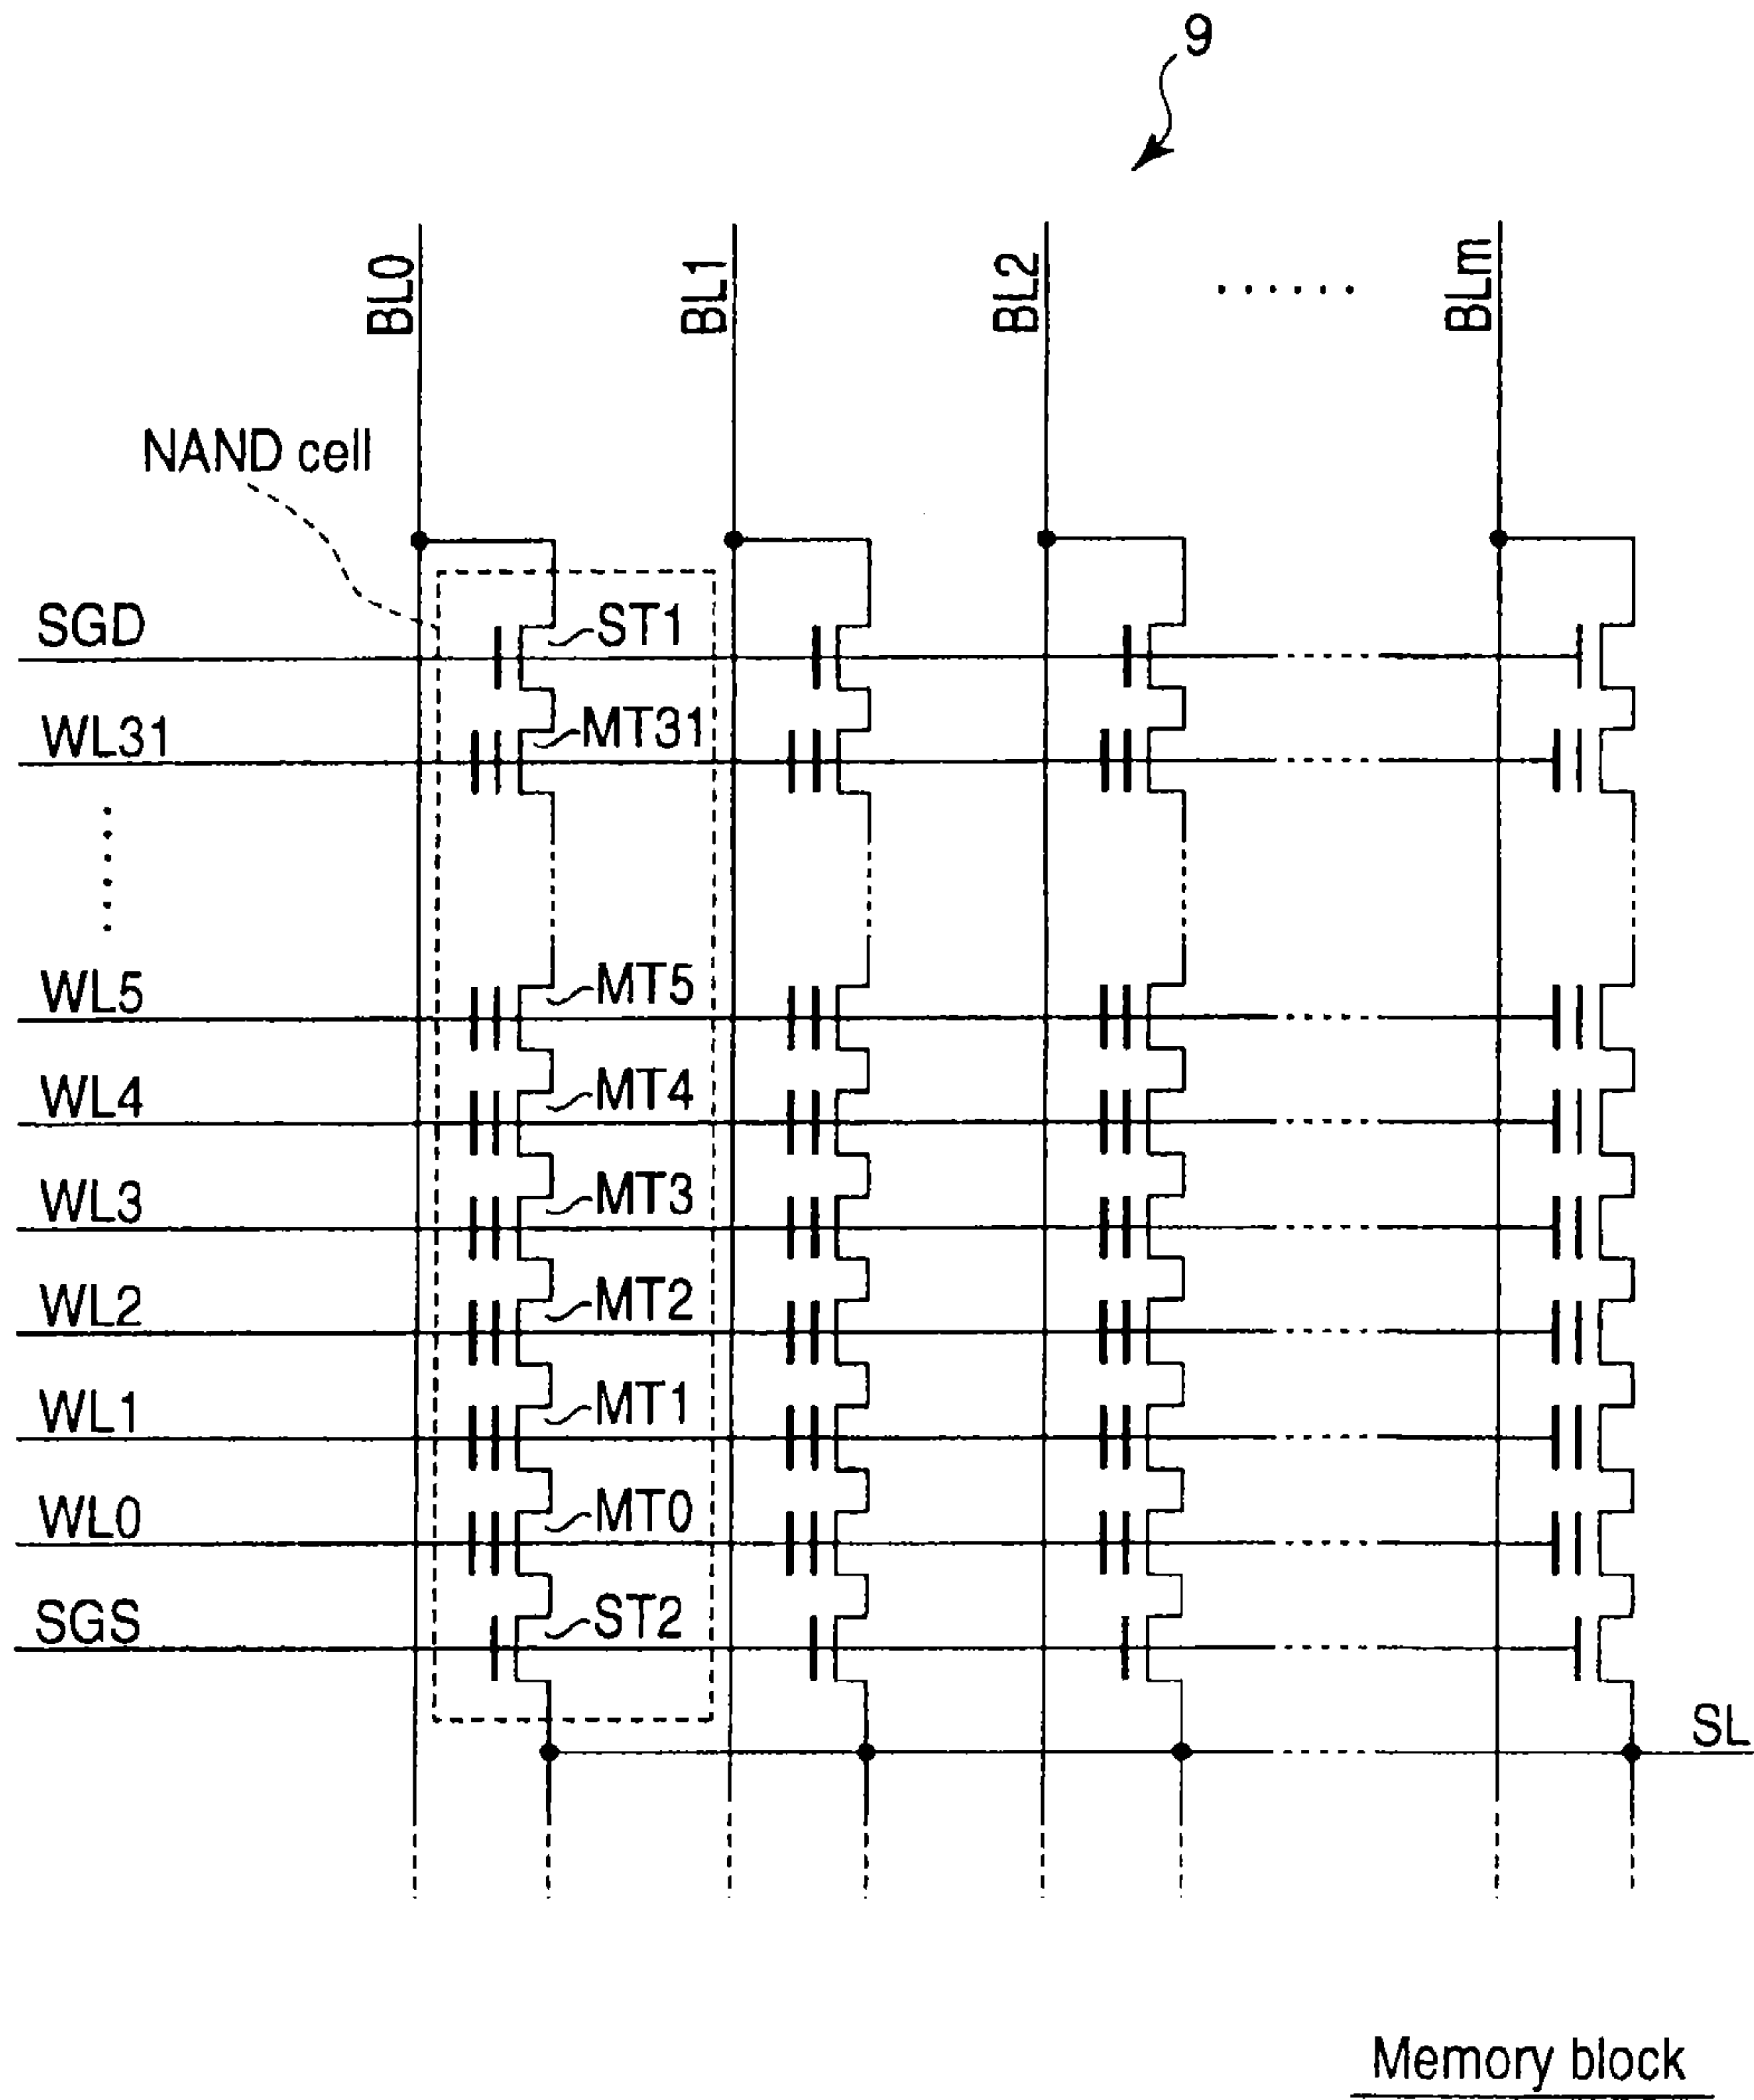 9
BL0
BL1
BL2
BLm
NAND cell
SGD
ST1
WL31
MT31
WL5
MT5
WL4
MT4
WL3
MT3
WL2
MT2
WL1
MT1
WL0
MT0
SGS
ST2
SL
Memory block